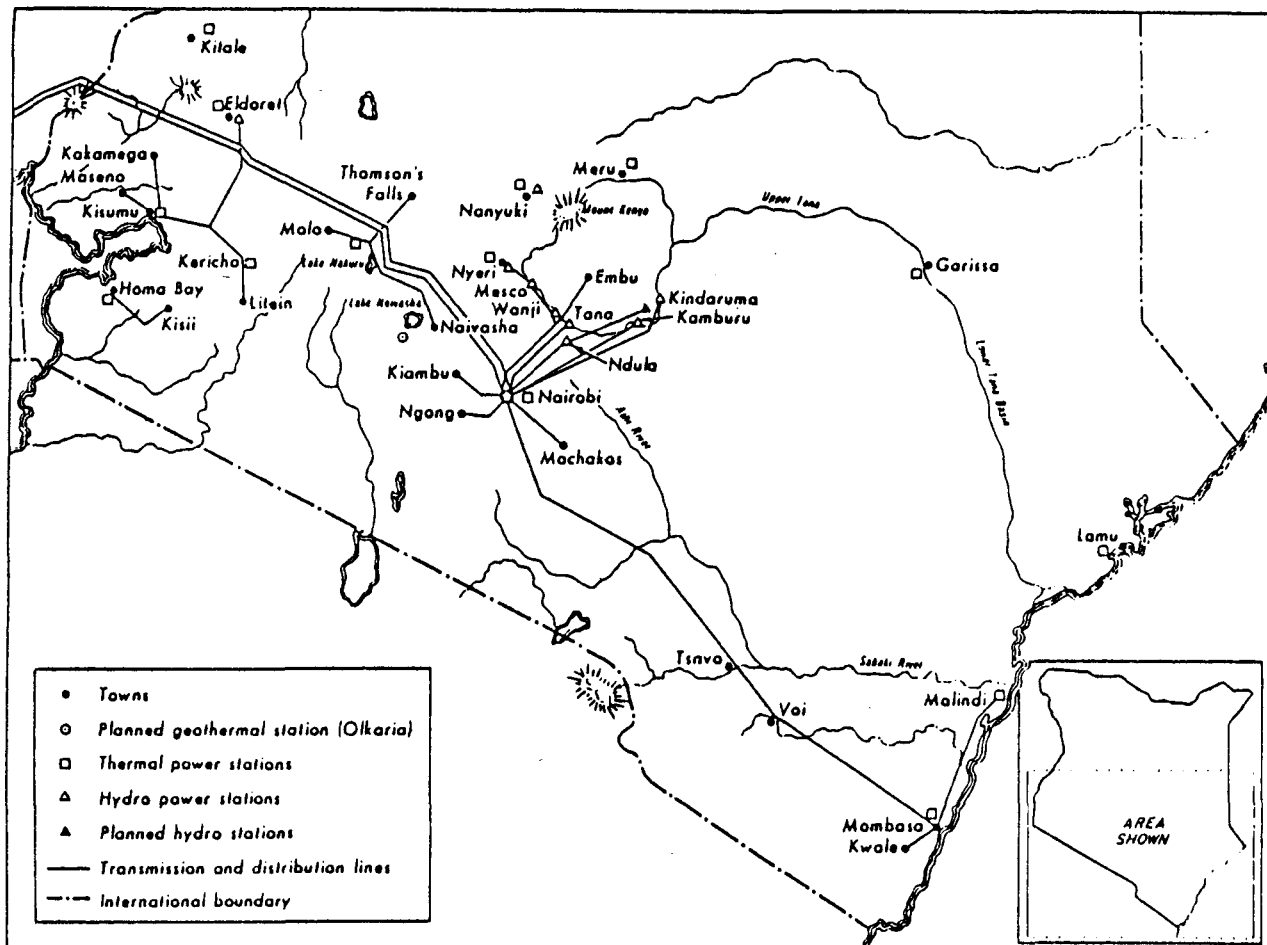 Kitale
Eldoret
Kakamega
Maseno
Kisumu
Kericho
Homa Bay
Kisii
Litein
Thomson's
Falls
Molo
Lake Nakuru
Lake Naivasha
Naivasha
Meru
Nanyuki
Mount Kenya
Nyeri
Mesco
Wanji
Embu
Tana
Kindaruma
Kamburu
Ndula
Kiambu
Nairobi
Ngong
Machakos
Athi River
Upper Tana
Garissa
Lower Tana Basin
Lamu
Tsavo
Sabaki River
Malindi
Voi
Mombasa
Kwale
Towns
Planned geothermal station (Olkaria)
Thermal power stations
Hydro power stations
Planned hydro stations
Transmission and distribution lines
International boundary
AREA
SHOWN